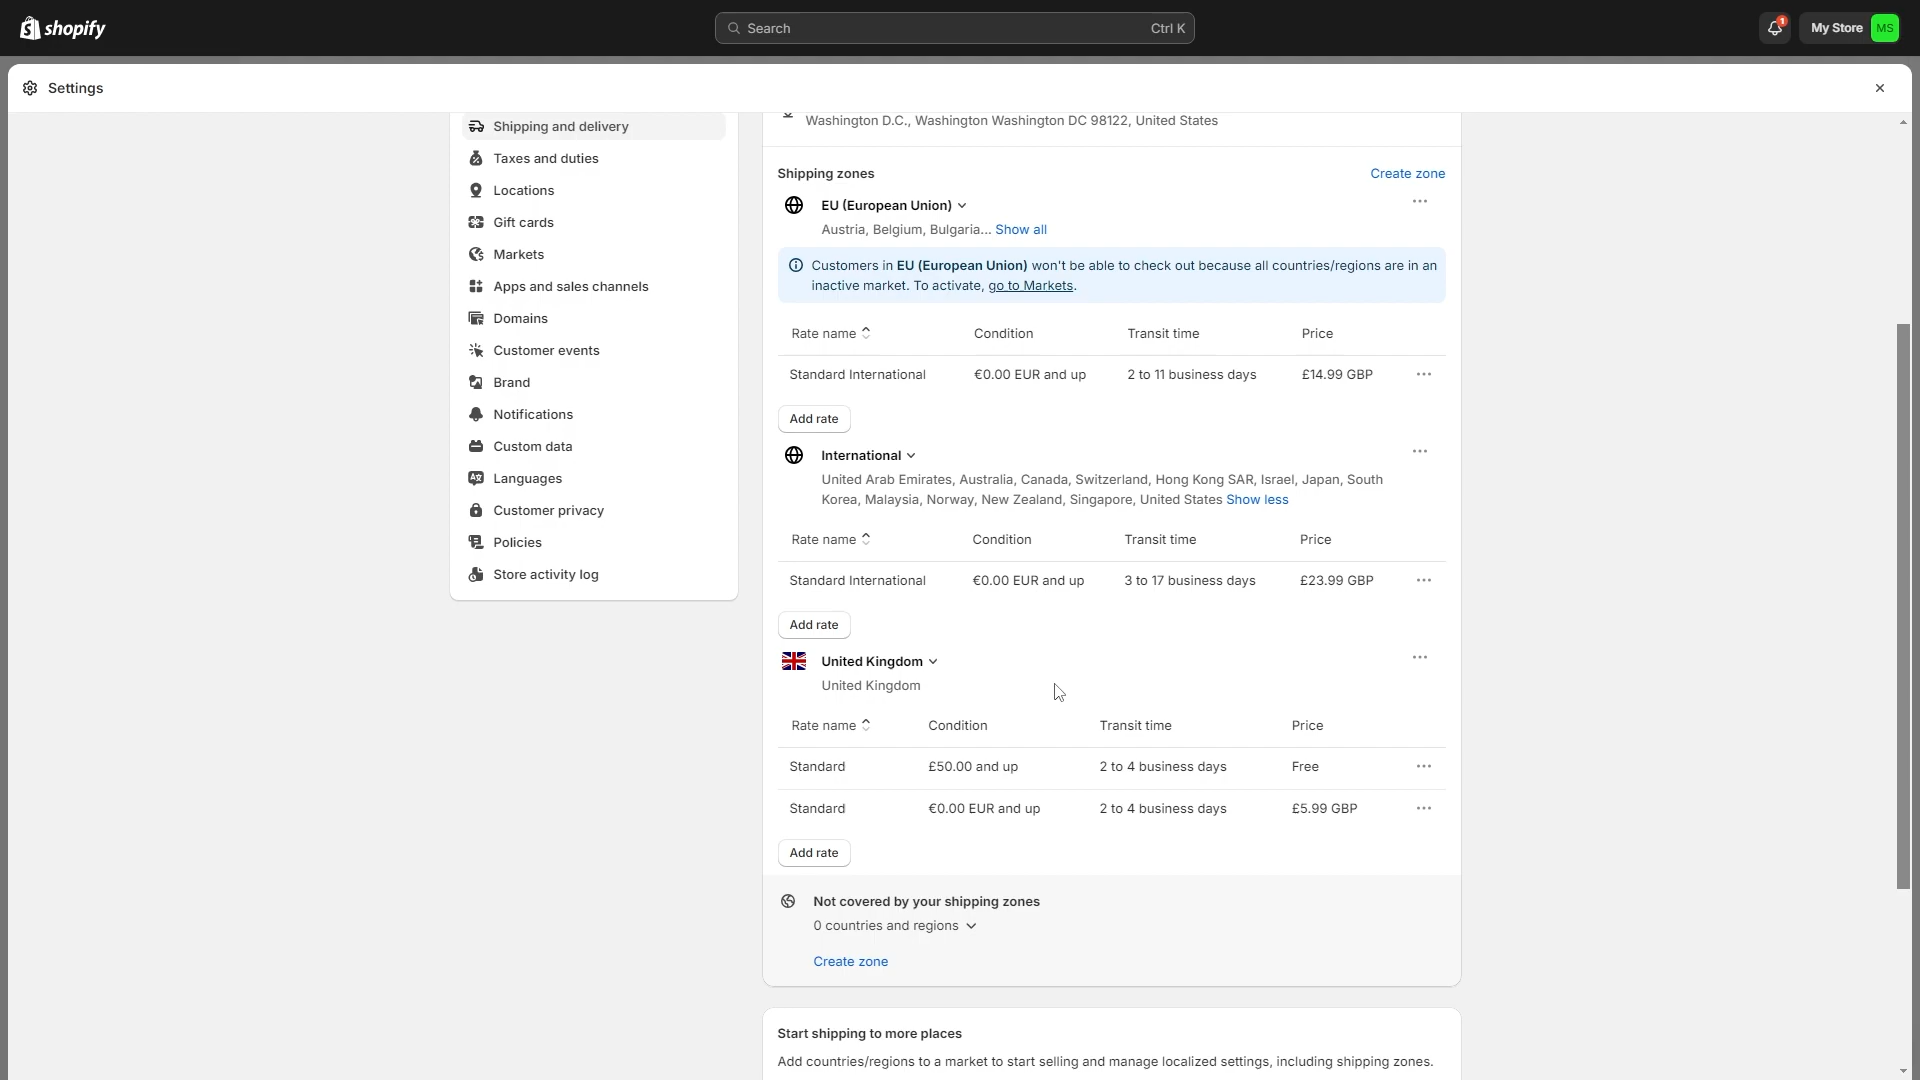 shopify
Search
Ctrl K
1
My Store
MS
Settings
Shipping and delivery
Taxes and duties
Locations
Gift cards
Markets
Apps and sales channels
Domains
Customer events
Brand
Notifications
Custom data
Languages
Customer privacy
Policies
Store activity log
Washington D.C., Washington Washington DC 98122, United States
Shipping zones
Create zone
EU (European Union)
Austria, Belgium, Bulgaria... Show all
Customers in EU (European Union) won't be able to check out because all countries/regions are in an
inactive market. To activate, go to Markets.
Rate name Condition Transit time Price
Standard International €0.00 EUR and up 2 to 11 business days £14.99 GBP
Add rate
International
United Arab Emirates, Australia, Canada, Switzerland, Hong Kong SAR, Israel, Japan, South
Korea, Malaysia, Norway, New Zealand, Singapore, United States Show less
Rate name Condition Transit time Price
Standard International €0.00 EUR and up 3 to 17 business days £23.99 GBP
Add rate
United Kingdom
United Kingdom
Rate name Condition Transit time Price
Standard £50.00 and up 2 to 4 business days Free
Standard €0.00 EUR and up 2 to 4 business days £5.99 GBP
Add rate
Not covered by your shipping zones
0 countries and regions
Create zone
Start shipping to more places
Add countries/regions to a market to start selling and manage localized settings, including shipping zones.